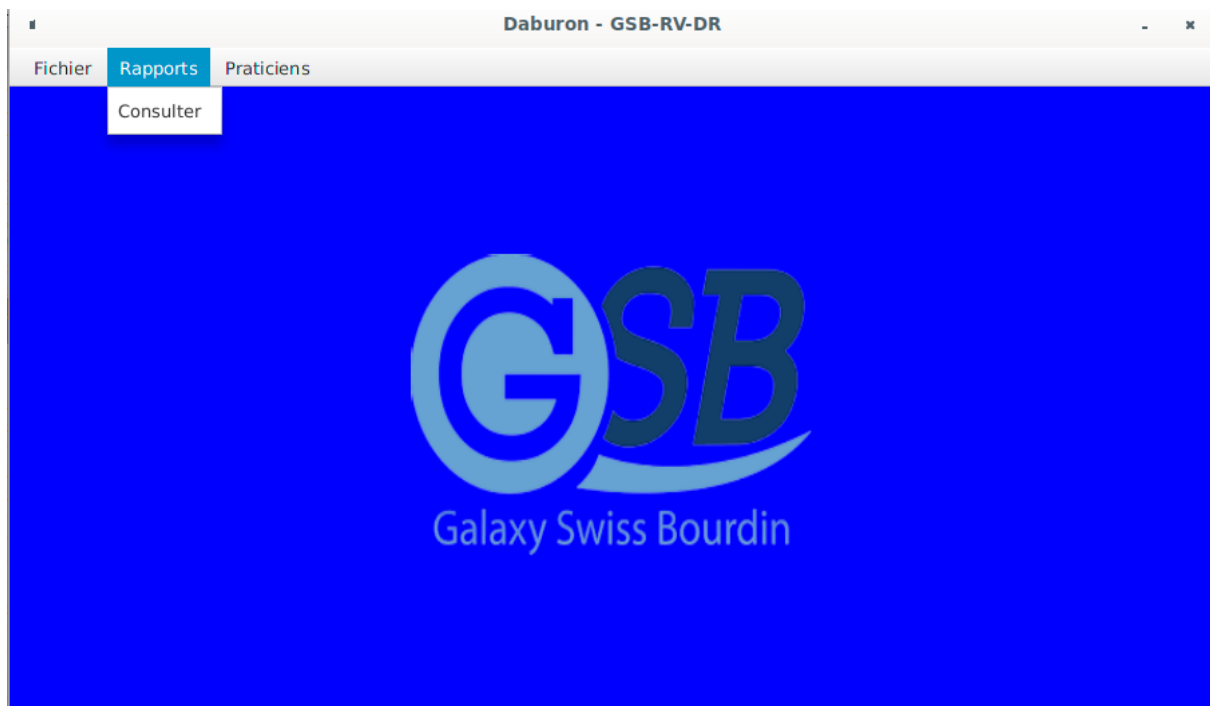 Daburon - GSB-RV-DR
Fichier Rapports Praticiens
Consulter
GSB
Galaxy Swiss Bourdin